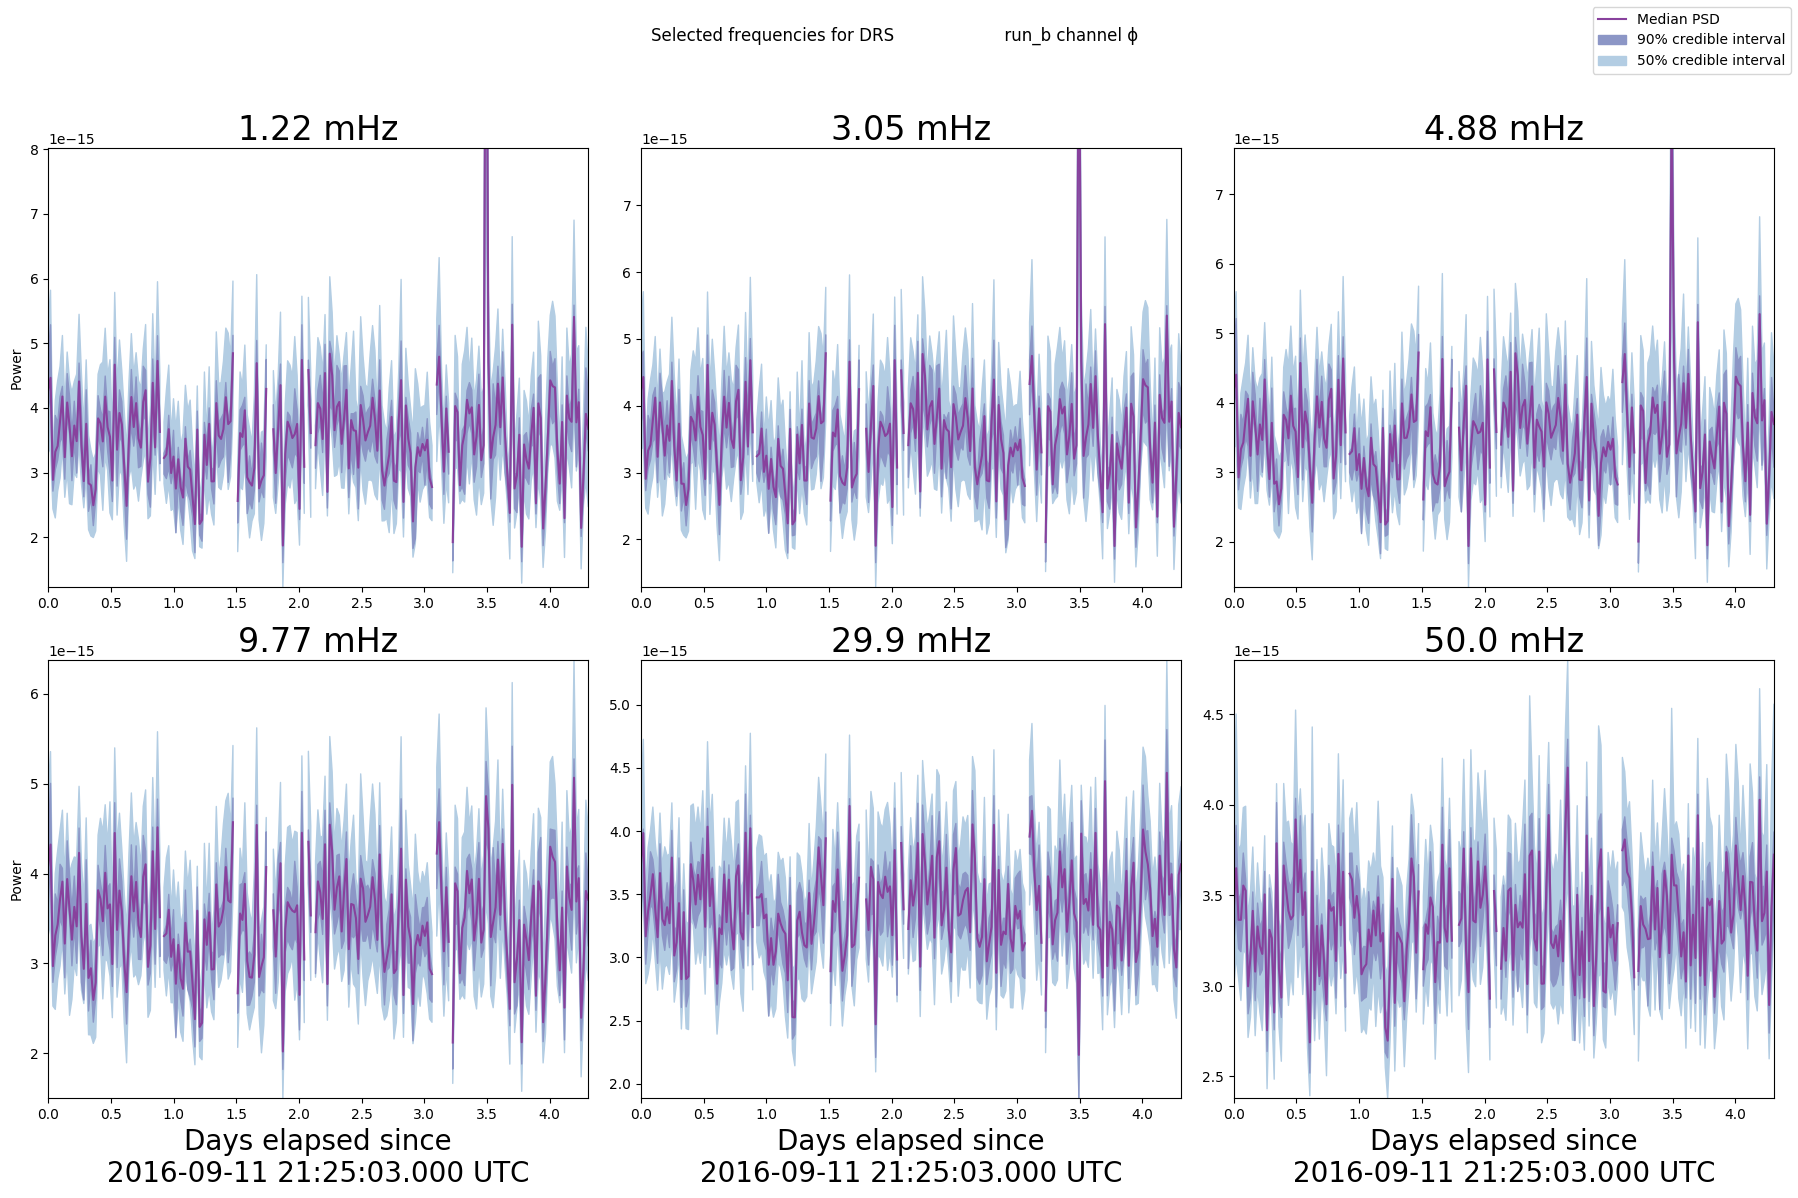 Selected frequencies for DRS run_b channel ϕ
Median PSD
90% credible interval
50% credible interval
1.22 mHz
1e−15
8
7
6
5
4
3
2
Power
0.0 0.5 1.0 1.5 2.0 2.5 3.0 3.5 4.0
3.05 mHz
1e−15
7
6
5
4
3
2
0.0 0.5 1.0 1.5 2.0 2.5 3.0 3.5 4.0
4.88 mHz
1e−15
7
6
5
4
3
2
0.0 0.5 1.0 1.5 2.0 2.5 3.0 3.5 4.0
9.77 mHz
1e−15
6
5
4
3
2
Power
0.0 0.5 1.0 1.5 2.0 2.5 3.0 3.5 4.0
Days elapsed since
2016-09-11 21:25:03.000 UTC
29.9 mHz
1e−15
5.0
4.5
4.0
3.5
3.0
2.5
2.0
0.0 0.5 1.0 1.5 2.0 2.5 3.0 3.5 4.0
Days elapsed since
2016-09-11 21:25:03.000 UTC
50.0 mHz
1e−15
4.5
4.0
3.5
3.0
2.5
0.0 0.5 1.0 1.5 2.0 2.5 3.0 3.5 4.0
Days elapsed since
2016-09-11 21:25:03.000 UTC